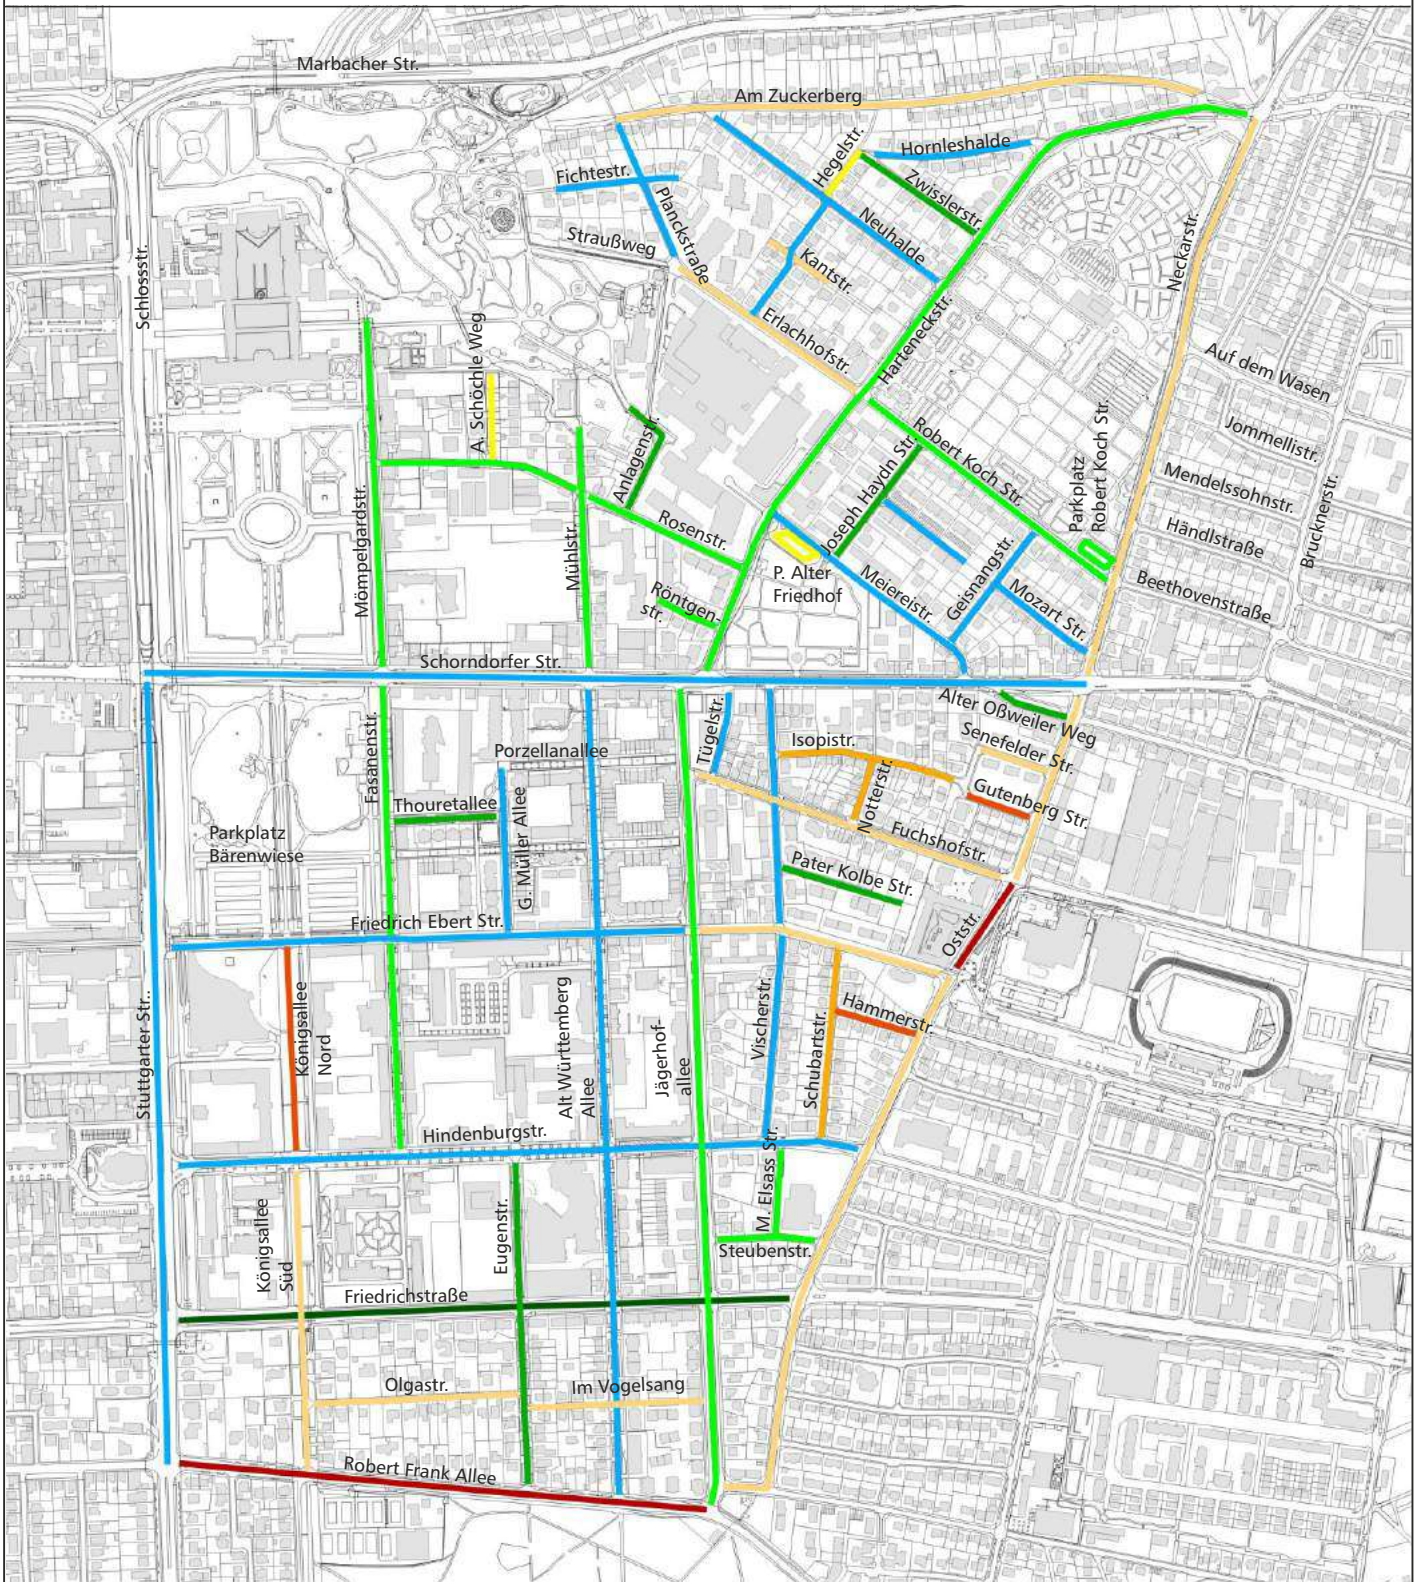 Marbacher Str.
Am Zuckerberg
Hegelstr.
Hornleshalde
Fichtestr.
Zwisslerstr.
Planckstraße
Neuhalde
Straußweg
Schlossstr.
Kantstr.
Neckarstr.
Erlachhofstr.
Harteneckstr.
A. Schöchle Weg
Auf dem Wasen
Jommellistr.
Anlagenstr.
Robert Koch Str.
Joseph Haydn Str.
Parkplatz
Robert Koch Str.
Mendelssohnstr.
Mömpelgardstr.
Mühlstr.
Rosenstr.
Händlstraße
Brucknerstr.
P. Alter
Friedhof
Meiereistr.
Geisnangstr.
Mozart Str.
Beethovenstraße
Röntgen-
str.
Schorndorfer Str.
Alter Oßweiler Weg
Tügelstr.
Isopistr.
Senefelder Str.
Fasanenstr.
Porzellanallee
Thouretallee
G. Müller Allee
Notterstr.
Gutenberg Str.
Parkplatz
Bärenwiese
Fuchshofstr.
Pater Kolbe Str.
Friedrich Ebert Str.
Oststr.
Stuttgarter Str.
Königsallee
Nord
Alt Württemberg
Allee
Jägerhof-
allee
Vischerstr.
Schubartstr.
Hammerstr.
Hindenburgstr.
M. Elsass Str.
Königsallee
Süd
Eugenstr.
Steubenstr.
Friedrichstraße
Olgastr.
Im Vogelsang
Robert Frank Allee